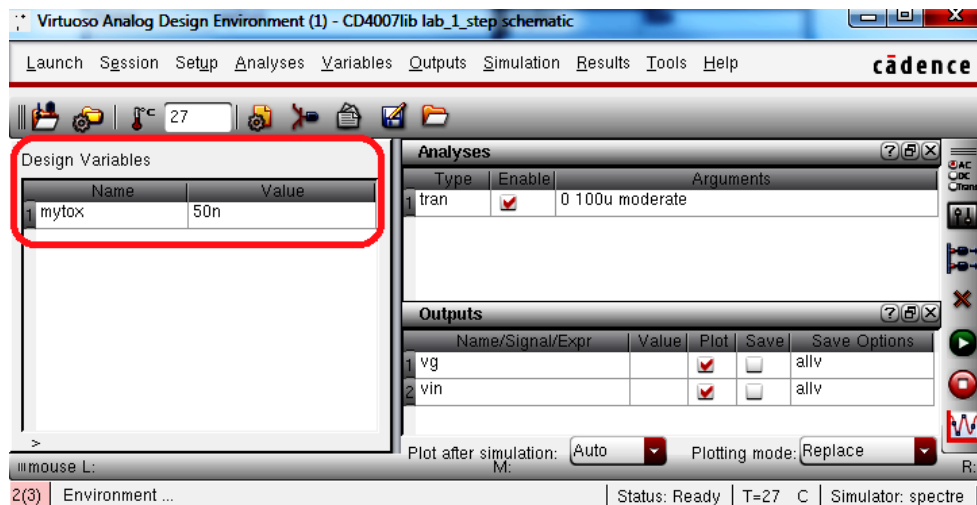 Virtuoso Analog Design Environment (1) - CD4007lib lab_1_step schematic
Launch Session Setup Analyses Variables Outputs Simulation Results Tools Help cādence
°C 27
Design Variables
Name Value
1 mytox 50n
Analyses
Type Enable Arguments
1 tran 0 100u moderate
AC
DC
Trans
Outputs
Name/Signal/Expr Value Plot Save Save Options
1 vg allv
2 vin allv
>
Plot after simulation: Auto Plotting mode: Replace
mouse L: M: R:
2(3) Environment ... Status: Ready T=27 C Simulator: spectre